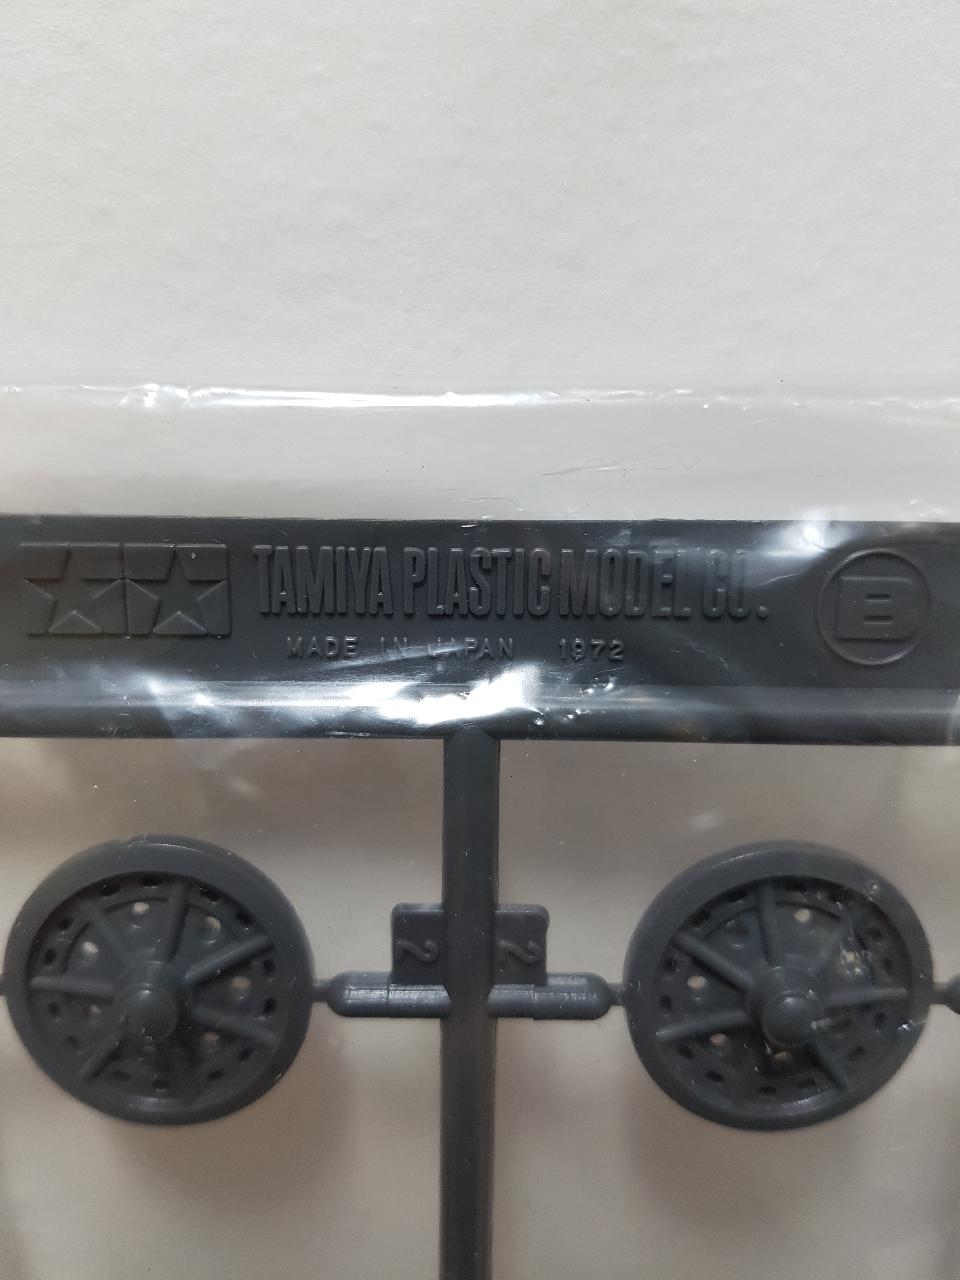 TAMIYA PLASTIC MODEL CO.
MADE IN JAPAN 1972
B
2 2